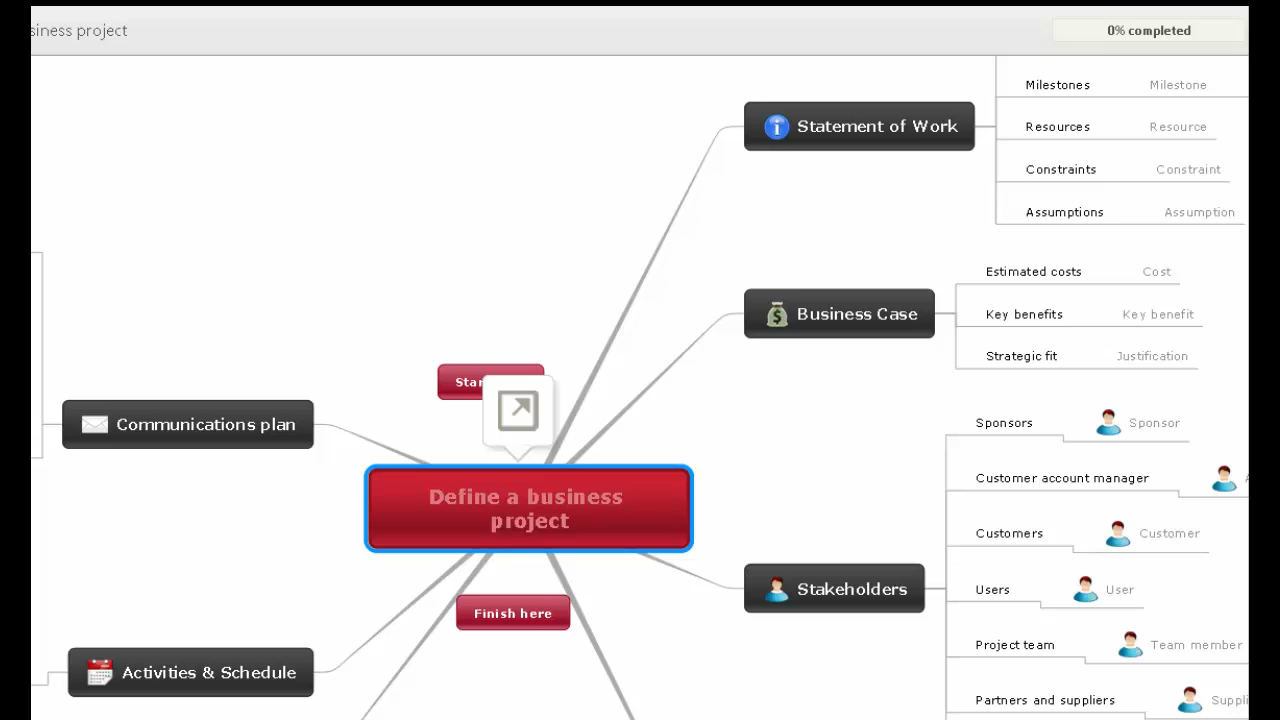 siness project
0% completed
Milestones Milestone
Statement of Work
Resources Resource
Constraints Constraint
Assumptions Assumption
Estimated costs Cost
Business Case
Key benefits Key benefit
Strategic fit Justification
Star
Communications plan
Sponsors Sponsor
Customer account manager
Define a business
project
Customers Customer
Stakeholders
Users User
Finish here
Project team Team member
Activities & Schedule
Partners and suppliers Suppli